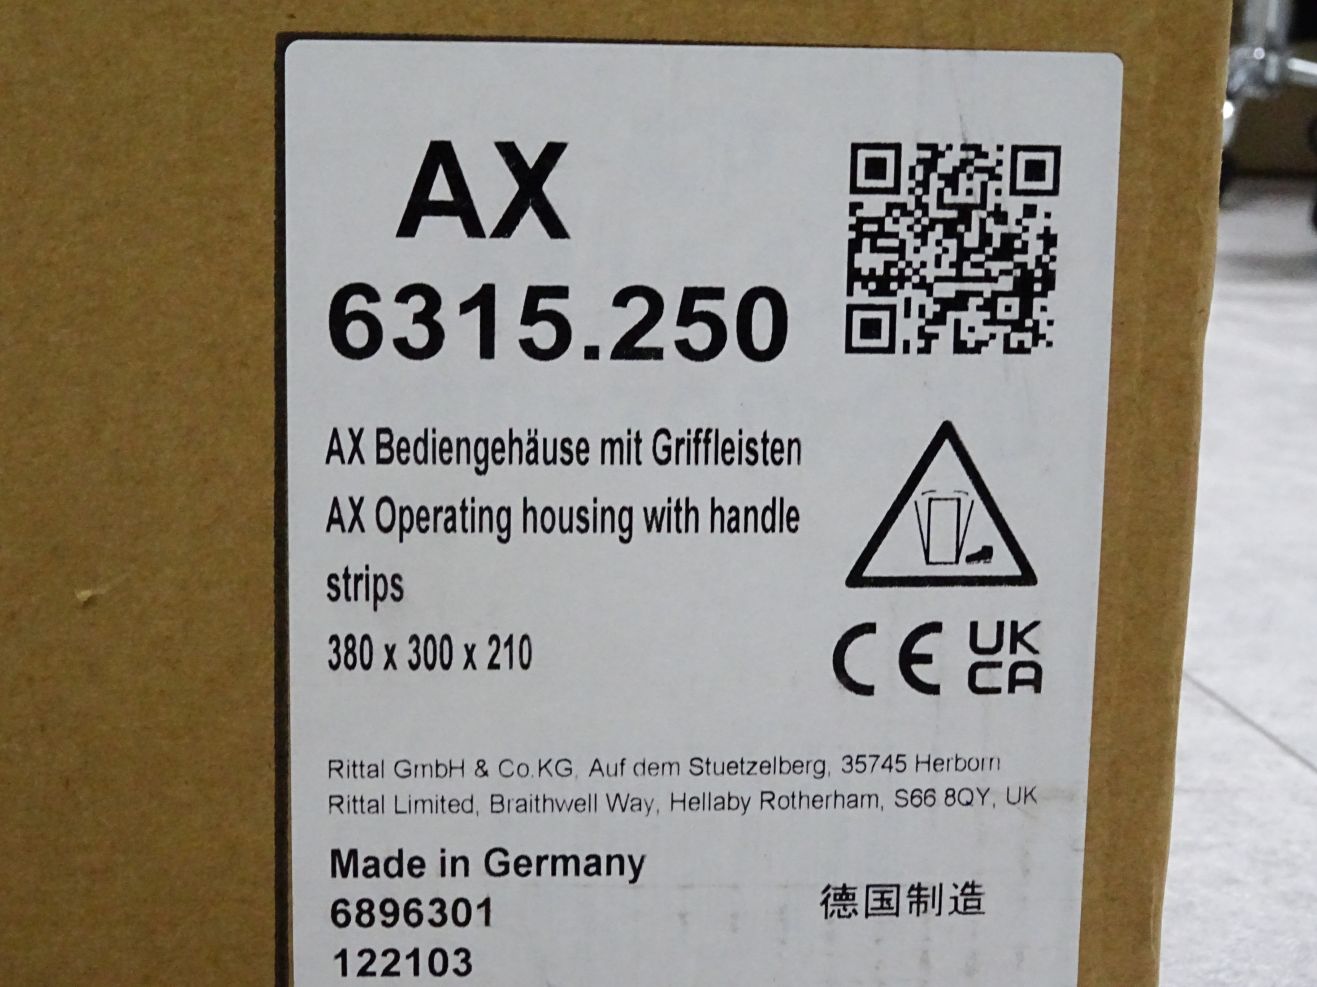 AX
6315.250
AX Bediengehäuse mit Griffleisten
AX Operating housing with handle
strips
380 x 300 x 210
CE UK
CA
Rittal GmbH & Co.KG, Auf dem Stuetzelberg, 35745 Herborn
Rittal Limited, Braithwell Way, Hellaby Rotherham, S66 8QY, UK
Made in Germany
6896301
德国制造
122103